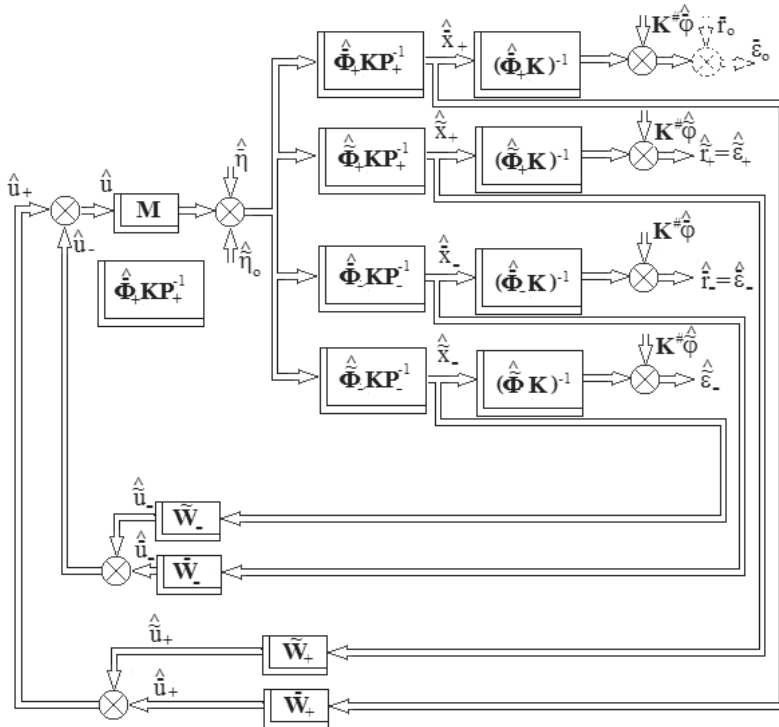 K^#φ̄̂ r̄̂ₒ
Φ̄̂₊KP₊⁻¹ x̄̂₊ (Φ̄̂₊K)⁻¹ ε̄̂ₒ
η̂ K^#φ̃̂
Φ̃̂₊KP₊⁻¹ x̃̂₊ (Φ̃̂₊K)⁻¹ r̃̂₊=ε̃̂₊
û₊ û M
û₋ η̃̂ₒ K^#φ̄̂
Φ̄̂₊KP₊⁻¹ Φ̄̂₋KP₋⁻¹ x̄̂₋ (Φ̄̂₋K)⁻¹ r̄̂₋=ε̄̂₋
K^#φ̃̂
Φ̃̂₋KP₋⁻¹ x̃̂₋ (Φ̃̂ K)⁻¹ ε̃̂₋
ũ̂₋ W̃₋
ū̂₋ W̄₋
ũ̂₊ W̃₊
ū̂₊ W̄₊